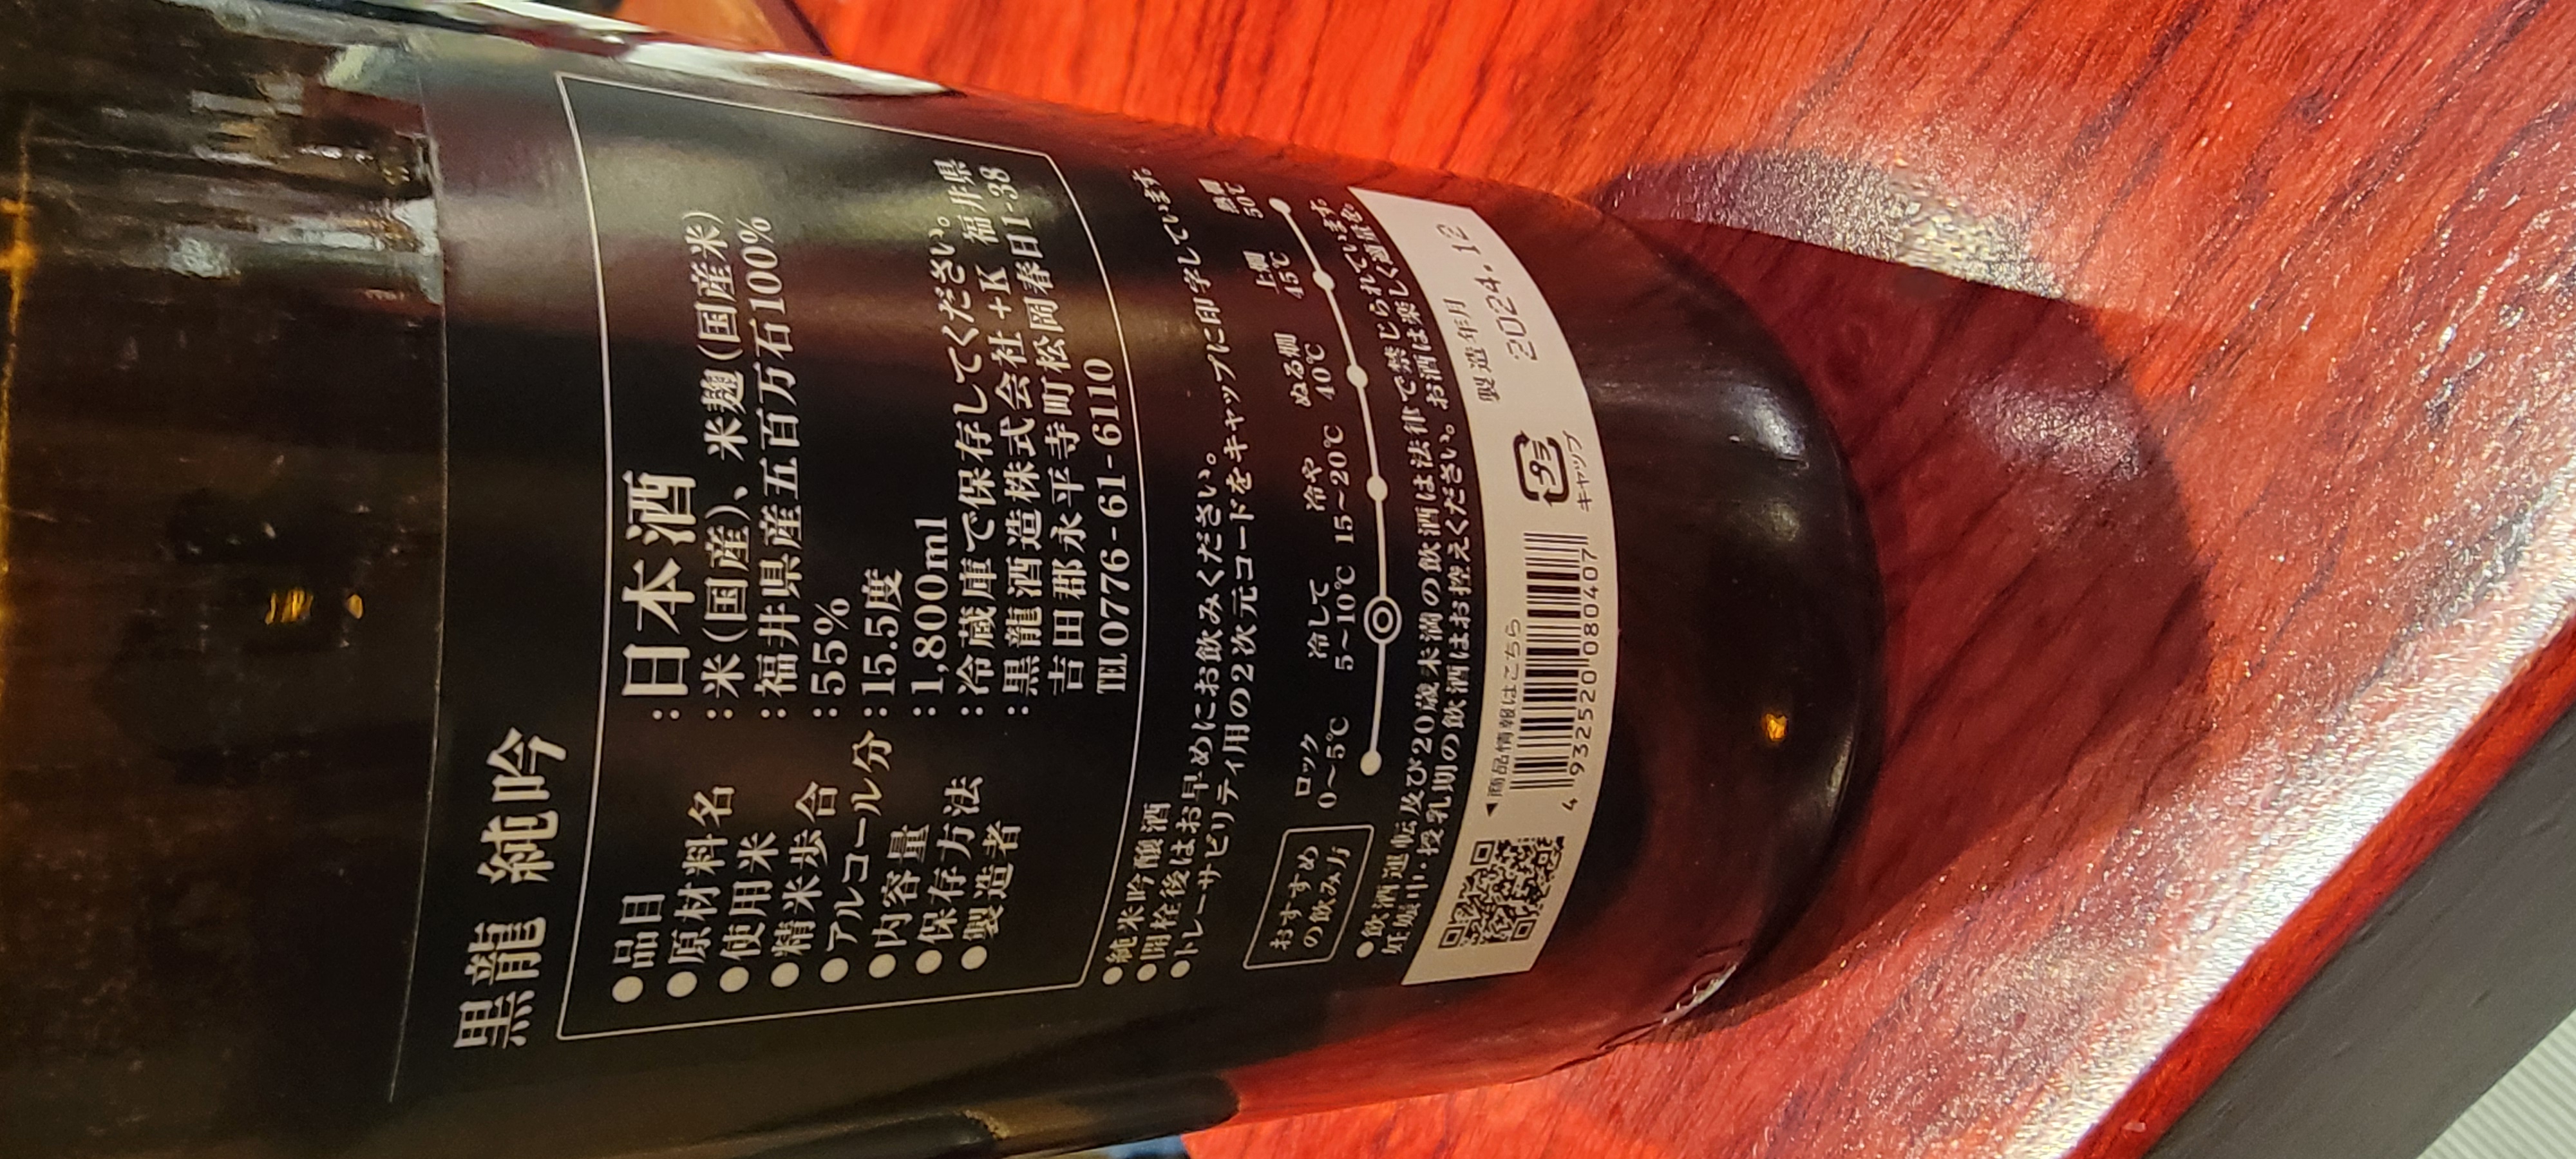 黒龍 純吟
●品目：日本酒
●原材料名：米（国産）、米麹（国産米）
●使用米：福井県産五百万石100%
●精米歩合：55%
●アルコール分：15.5度
●内容量：1,800ml
●保存方法：冷蔵庫で保存してください。
●製造者：黒龍酒造株式会社+K 福井県
吉田郡永平寺町松岡春日1-38
TEL0776-61-6110
●純米吟醸酒
●開栓後はお早めにお飲みください。
●トレーサビリティ用の2次元コードをキャップに印字しています。
おすすめ
の飲み方
ロック 冷して 冷や ぬる燗 上燗
0〜5℃ 5〜10℃ 15〜20℃ 40℃ 45℃ 50℃
●飲酒運転及び20歳未満の飲酒は法律で禁じられています。
妊娠中・授乳期の飲酒はお控えください。お酒は楽しく適量を
◀商品情報はこちら
4 932520 080407
プラ
キャップ
製造年月
2024.12